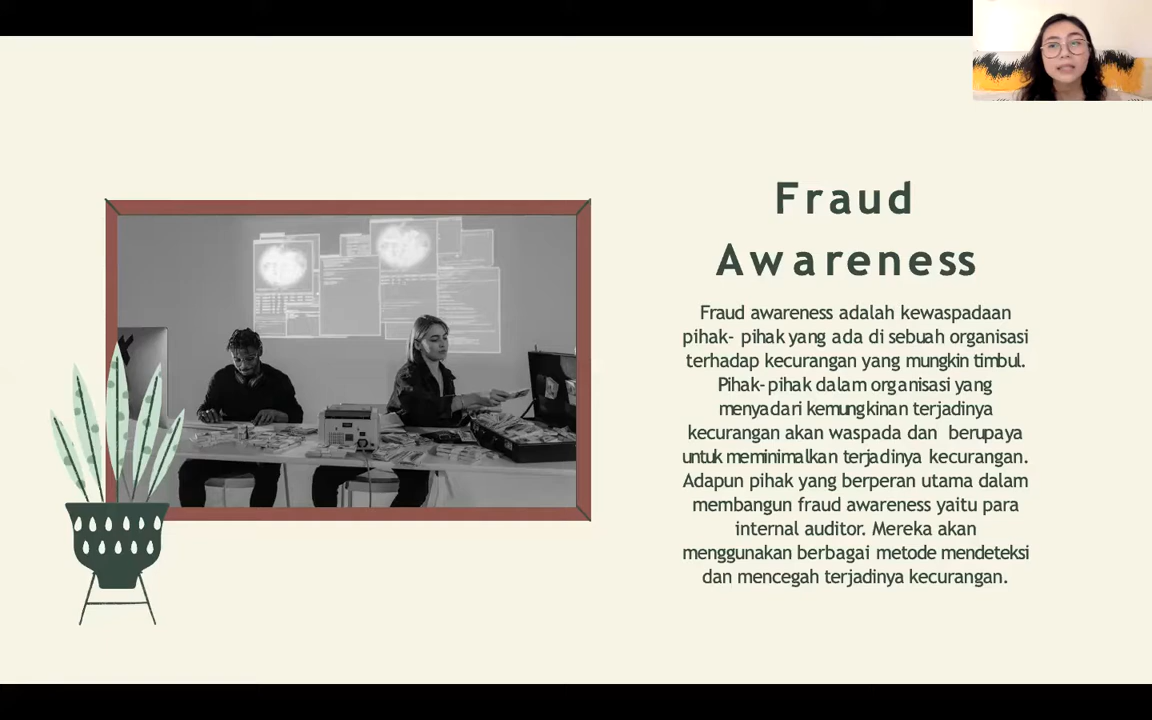 Fraud
Awareness
Fraud awareness adalah kewaspadaan
pihak- pihak yang ada di sebuah organisasi
terhadap kecurangan yang mungkin timbul.
Pihak-pihak dalam organisasi yang
menyadari kemungkinan terjadinya
kecurangan akan waspada dan berupaya
untuk meminimalkan terjadinya kecurangan.
Adapun pihak yang berperan utama dalam
membangun fraud awareness yaitu para
internal auditor. Mereka akan
menggunakan berbagai metode mendeteksi
dan mencegah terjadinya kecurangan.